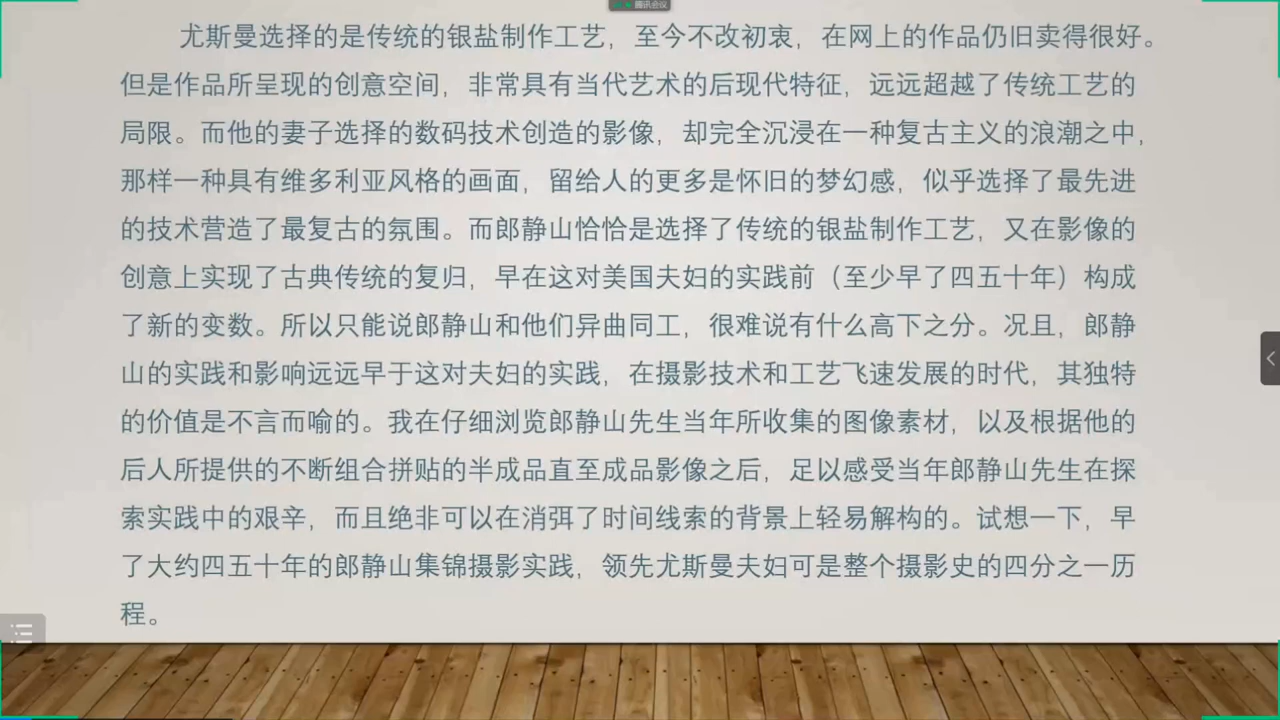 腾讯会议
尤斯曼选择的是传统的银盐制作工艺，至今不改初衷，在网上的作品仍旧卖得很好。
但是作品所呈现的创意空间，非常具有当代艺术的后现代特征，远远超越了传统工艺的
局限。而他的妻子选择的数码技术创造的影像，却完全沉浸在一种复古主义的浪潮之中，
那样一种具有维多利亚风格的画面，留给人的更多是怀旧的梦幻感，似乎选择了最先进
的技术营造了最复古的氛围。而郎静山恰恰是选择了传统的银盐制作工艺，又在影像的
创意上实现了古典传统的复归，早在这对美国夫妇的实践前（至少早了四五十年）构成
了新的变数。所以只能说郎静山和他们异曲同工，很难说有什么高下之分。况且，郎静
山的实践和影响远远早于这对夫妇的实践，在摄影技术和工艺飞速发展的时代，其独特
的价值是不言而喻的。我在仔细浏览郎静山先生当年所收集的图像素材，以及根据他的
后人所提供的不断组合拼贴的半成品直至成品影像之后，足以感受当年郎静山先生在探
索实践中的艰辛，而且绝非可以在消弭了时间线索的背景上轻易解构的。试想一下，早
了大约四五十年的郎静山集锦摄影实践，领先尤斯曼夫妇可是整个摄影史的四分之一历
程。